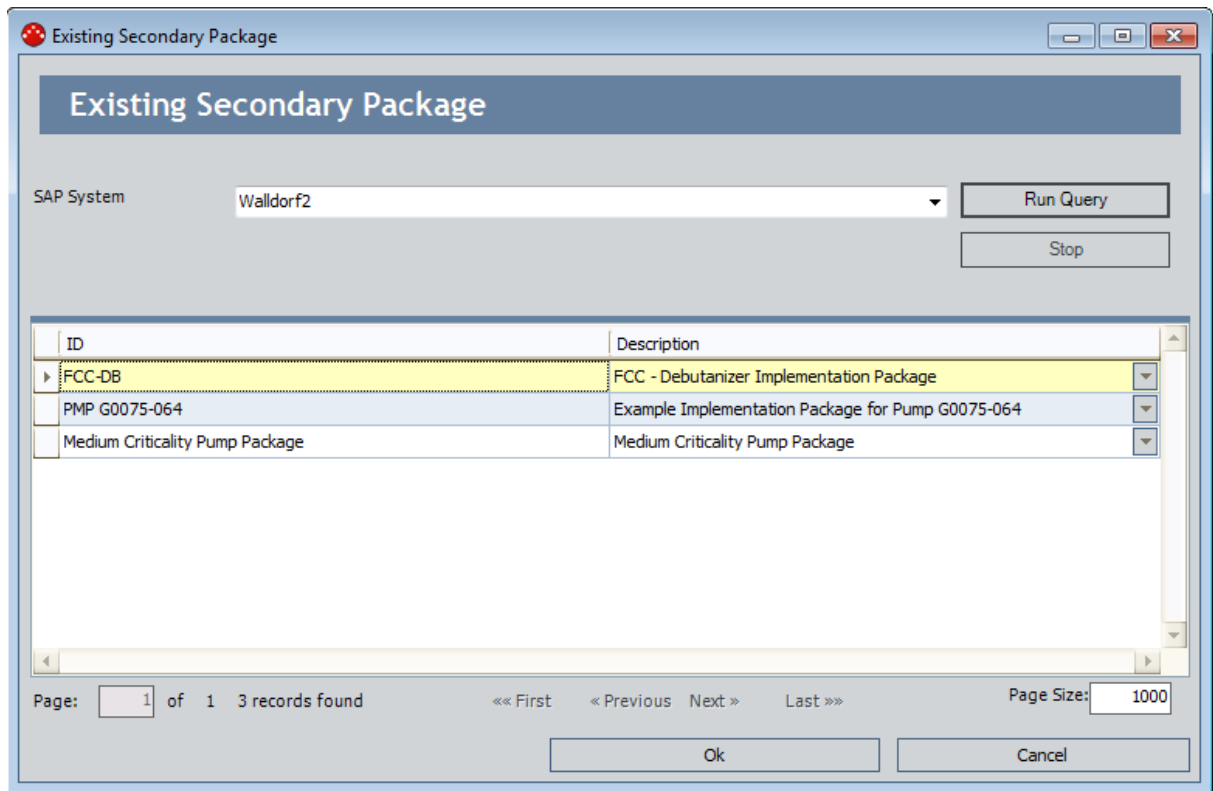 Existing Secondary Package
Existing Secondary Package
SAP System Walldorf2 Run Query
Stop
ID Description
FCC-DB FCC - Debutanizer Implementation Package
PMP G0075-064 Example Implementation Package for Pump G0075-064
Medium Criticality Pump Package Medium Criticality Pump Package
Page: 1 of 1 3 records found «« First « Previous Next » Last »» Page Size: 1000
Ok Cancel